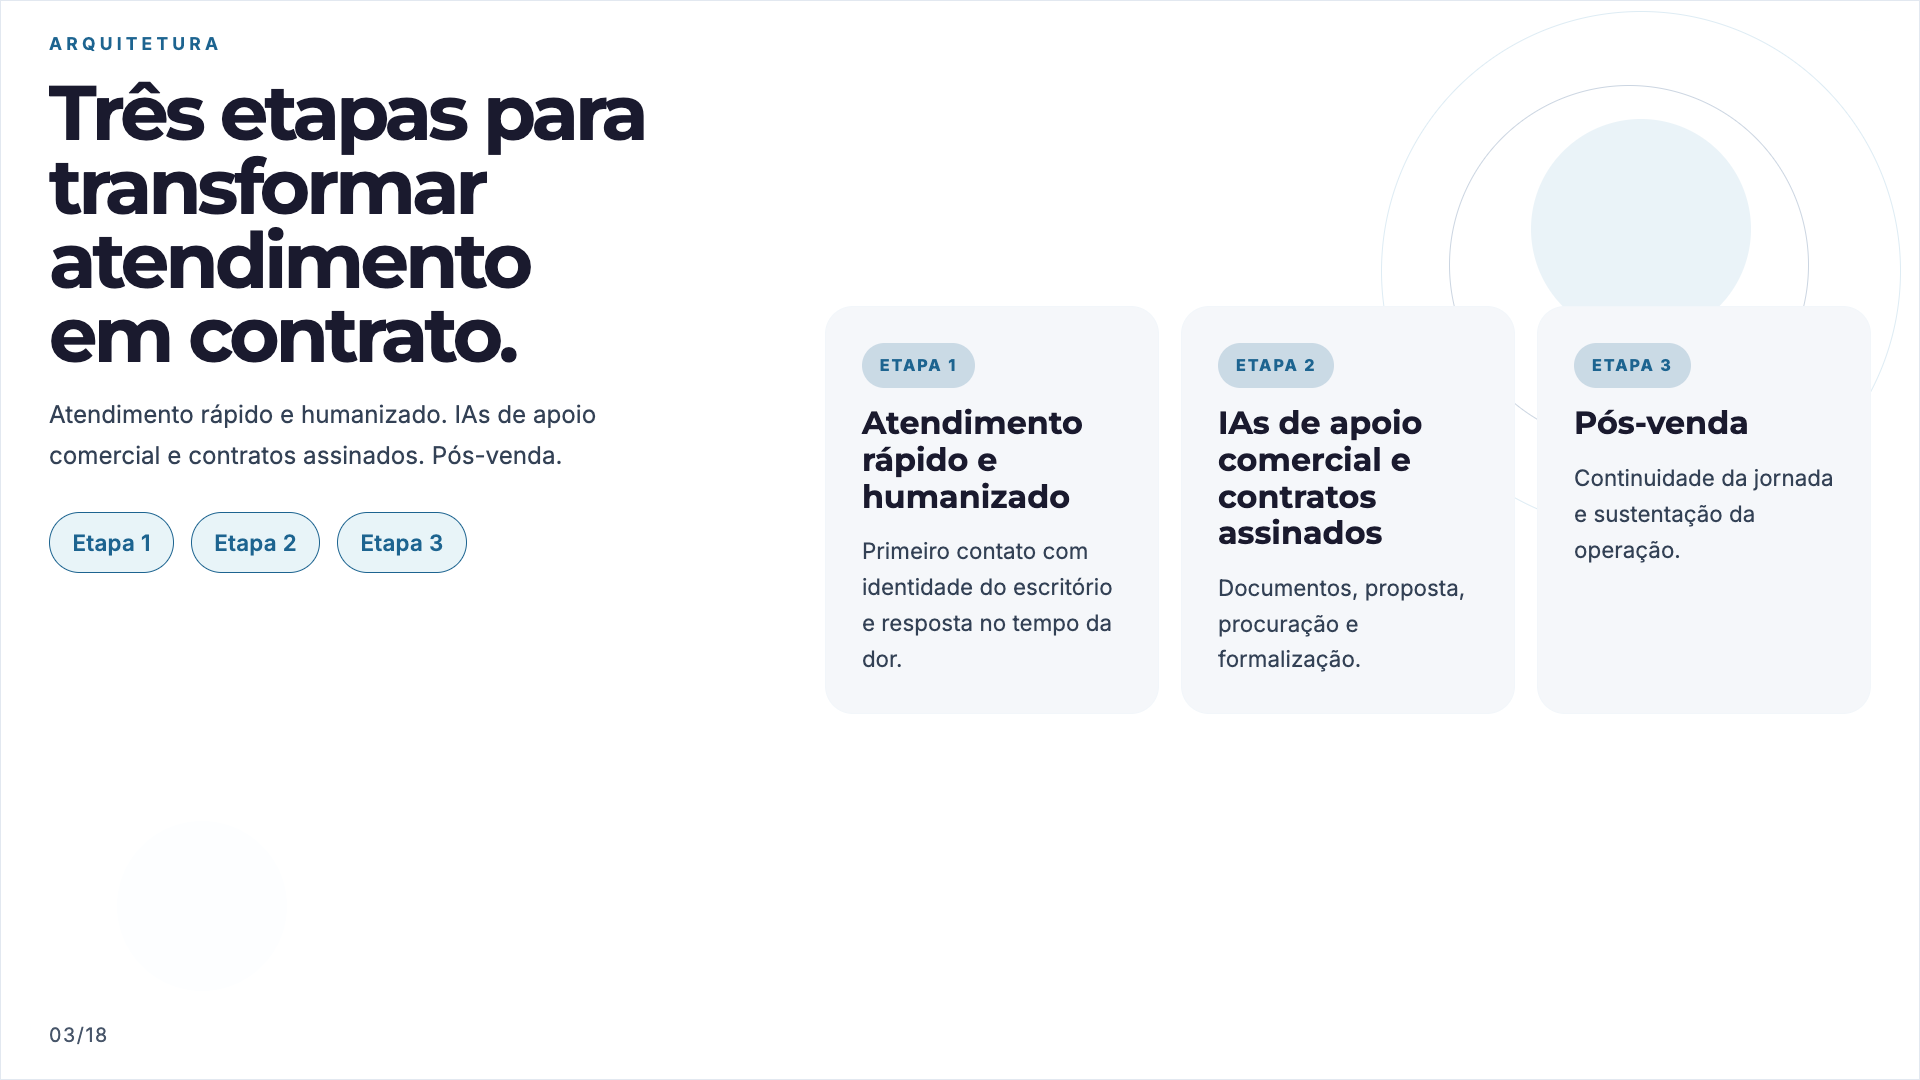 ARQUITETURA
Três etapas para
transformar
atendimento
em contrato.
Atendimento rápido e humanizado. IAs de apoio
comercial e contratos assinados. Pós-venda.
Etapa 1
Etapa 2
Etapa 3
ETAPA 1
Atendimento
rápido e
humanizado
Primeiro contato com
identidade do escritório
e resposta no tempo da
dor.
ETAPA 2
IAs de apoio
comercial e
contratos
assinados
Documentos, proposta,
procuração e
formalização.
ETAPA 3
Pós-venda
Continuidade da jornada
e sustentação da
operação.
03/18